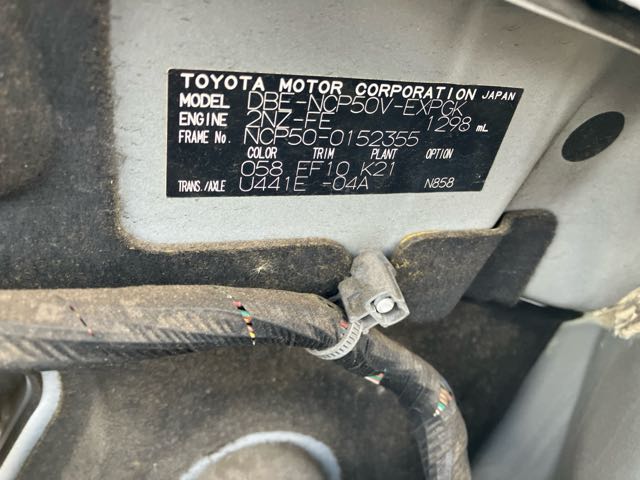 TOYOTA MOTOR CORPORATION JAPAN
MODEL DBE-NCP50V-EXPGK
ENGINE 2NZ-FE 1298 mL
FRAME NO. NCP50-0152355
COLOR TRIM PLANT OPTION
058 EF10 K21
TRANS./AXLE U441E -04A N858